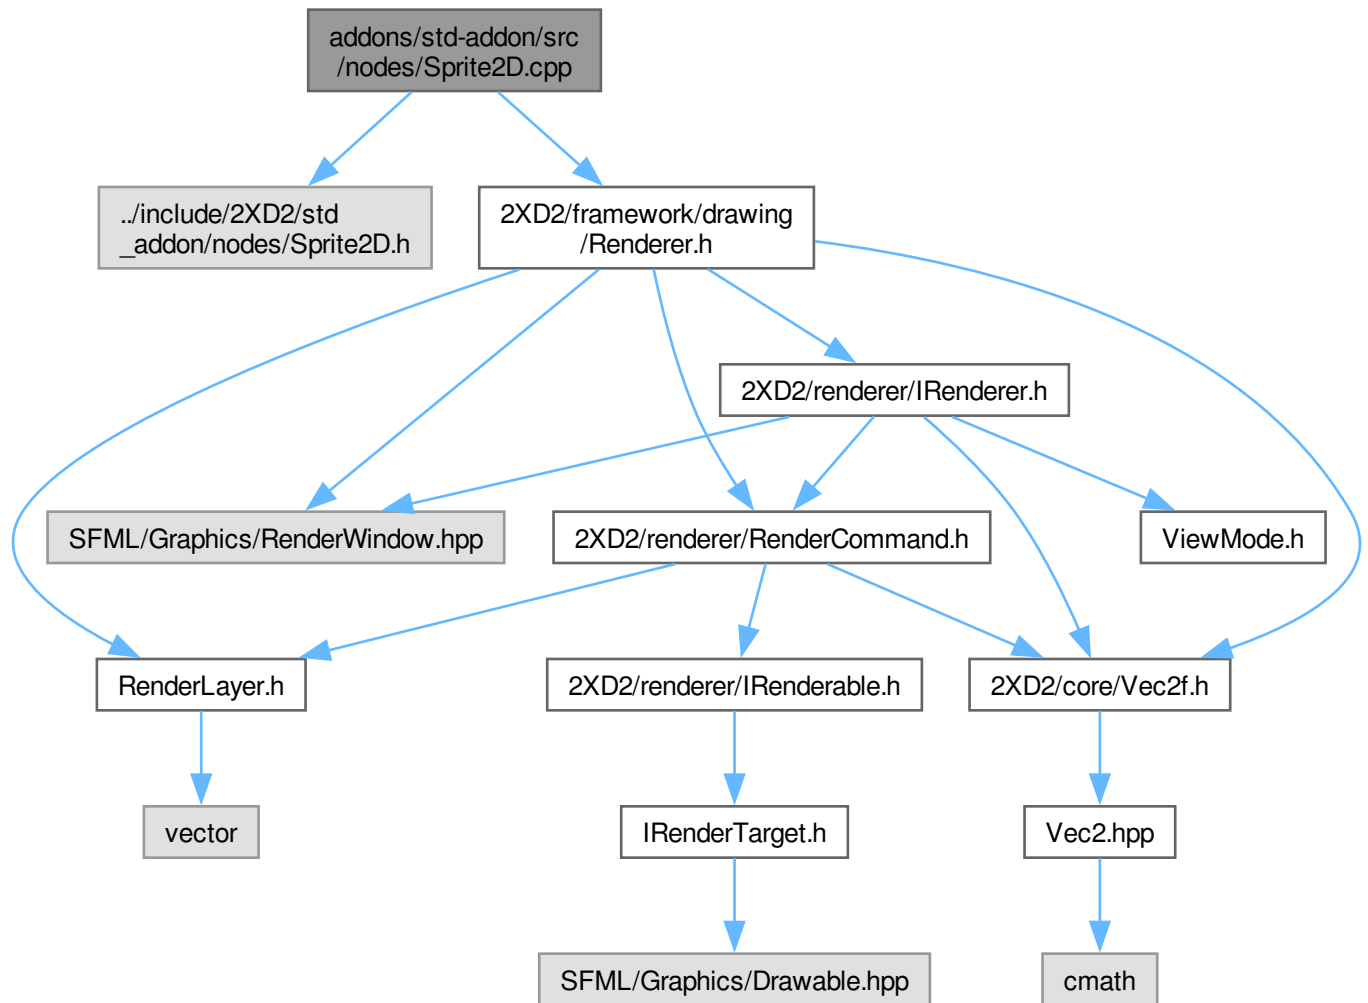 addons/std-addon/src
/nodes/Sprite2D.cpp
../include/2XD2/std
_addon/nodes/Sprite2D.h
2XD2/framework/drawing
/Renderer.h
2XD2/renderer/IRenderer.h
SFML/Graphics/RenderWindow.hpp
2XD2/renderer/RenderCommand.h
ViewMode.h
RenderLayer.h
2XD2/renderer/IRenderable.h
2XD2/core/Vec2f.h
vector
IRenderTarget.h
Vec2.hpp
SFML/Graphics/Drawable.hpp
cmath